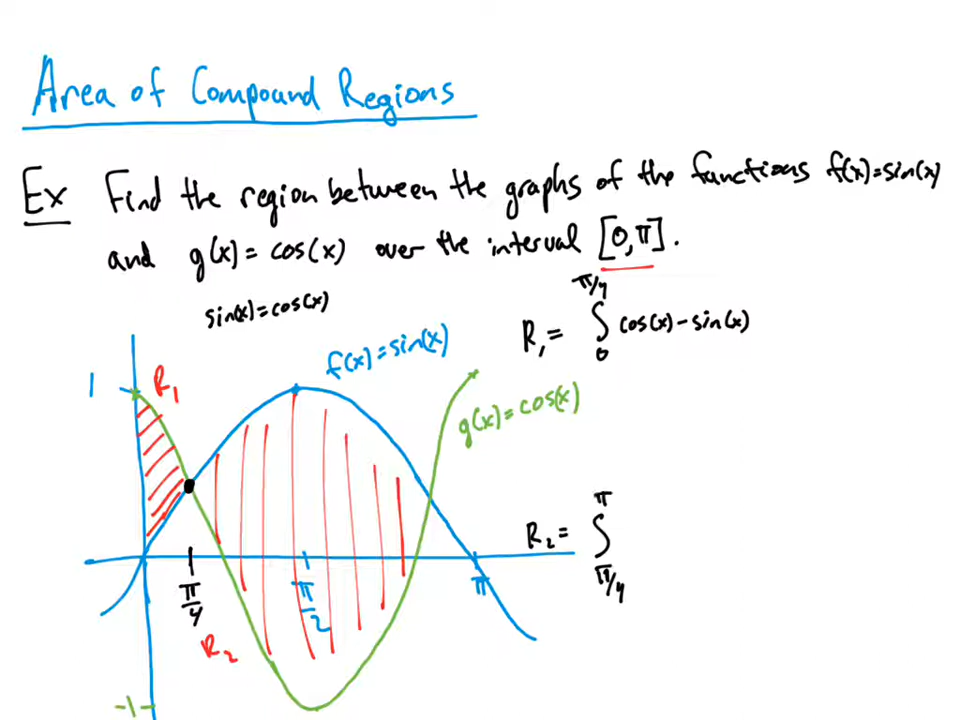 Area of Compound Regions
Ex Find the region between the graphs of the functions f(x)=sin(x)
and g(x)=cos(x) over the interval [0,π].
sin(x)=cos(x)
R₁= ∫₀^π/4 cos(x)-sin(x)
f(x)=sin(x)
1
R₁
g(x)=cos(x)
R₂= ∫_π/4^π
π/4
π/2
π
R₂
-1